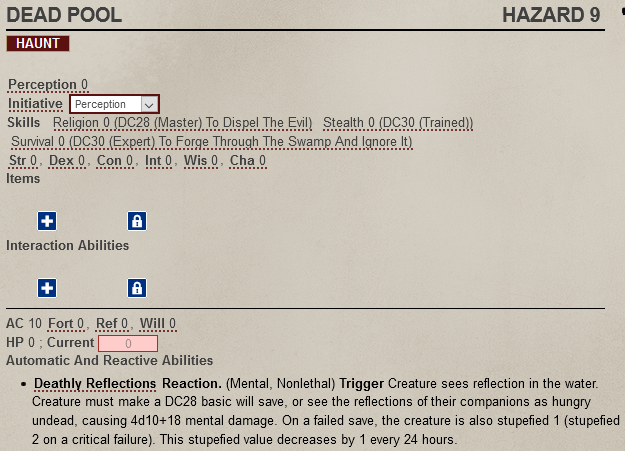 DEAD POOL HAZARD 9
HAUNT
Perception 0
Initiative Perception
Skills Religion 0 (DC28 (Master) To Dispel The Evil) Stealth 0 (DC30 (Trained))
Survival 0 (DC30 (Expert) To Forge Through The Swamp And Ignore It)
Str 0, Dex 0, Con 0, Int 0, Wis 0, Cha 0
Items
Interaction Abilities
AC 10 Fort 0, Ref 0, Will 0
HP 0 ; Current 0
Automatic And Reactive Abilities
• Deathly Reflections Reaction. (Mental, Nonlethal) Trigger Creature sees reflection in the water.
Creature must make a DC28 basic will save, or see the reflections of their companions as hungry
undead, causing 4d10+18 mental damage. On a failed save, the creature is also stupefied 1 (stupefied
2 on a critical failure). This stupefied value decreases by 1 every 24 hours.